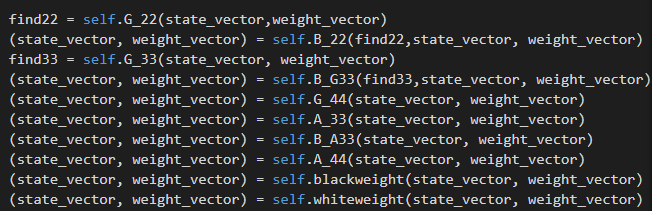 find22 = self.G_22(state_vector,weight_vector)
(state_vector, weight_vector) = self.B_22(find22,state_vector, weight_vector)
find33 = self.G_33(state_vector, weight_vector)
(state_vector, weight_vector) = self.B_G33(find33,state_vector, weight_vector)
(state_vector, weight_vector) = self.G_44(state_vector, weight_vector)
(state_vector, weight_vector) = self.A_33(state_vector, weight_vector)
(state_vector, weight_vector) = self.B_A33(state_vector, weight_vector)
(state_vector, weight_vector) = self.A_44(state_vector, weight_vector)
(state_vector, weight_vector) = self.blackweight(state_vector, weight_vector)
(state_vector, weight_vector) = self.whiteweight(state_vector, weight_vector)